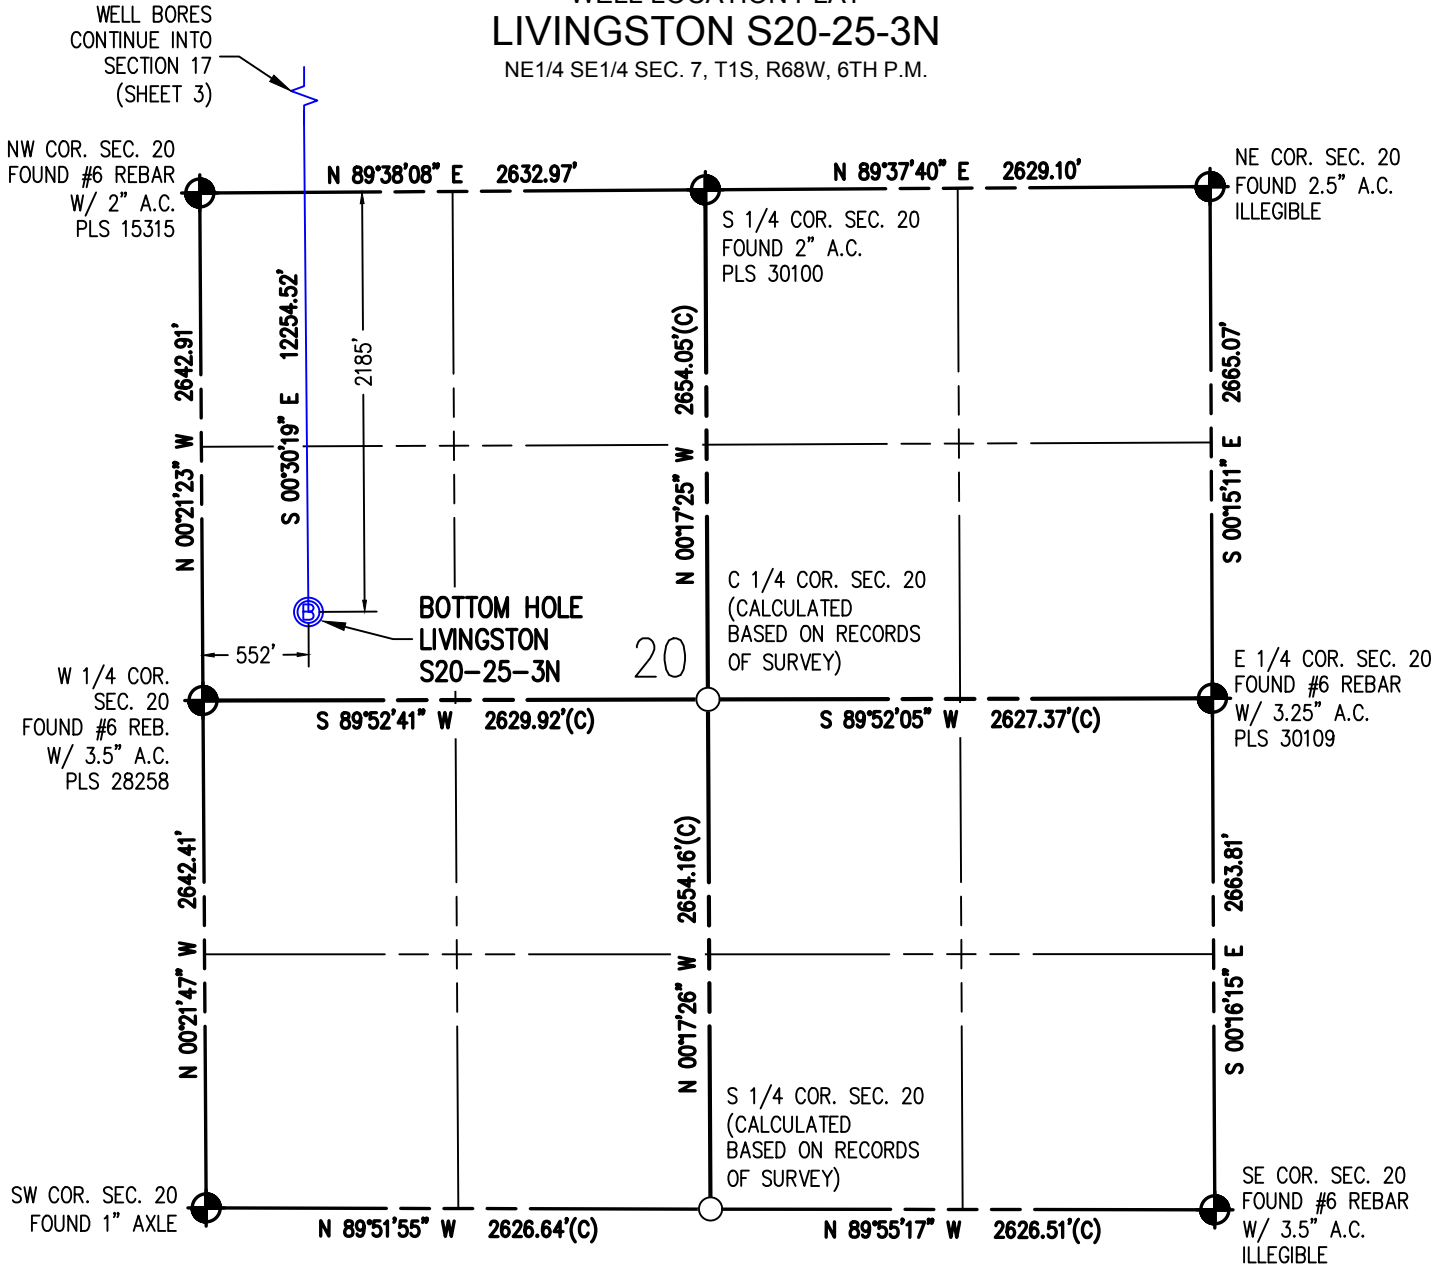 WELL LOCATION PLAT
LIVINGSTON S20-25-3N
NE1/4 SE1/4 SEC. 7, T1S, R68W, 6TH P.M.
WELL BORES
CONTINUE INTO
SECTION 17
(SHEET 3)
NW COR. SEC. 20
FOUND #6 REBAR
W/ 2" A.C.
PLS 15315
N 89°38'08" E 2632.97'
N 89°37'40" E 2629.10'
NE COR. SEC. 20
FOUND 2.5" A.C.
ILLEGIBLE
S 1/4 COR. SEC. 20
FOUND 2" A.C.
PLS 30100
N 00°21'23" W 2642.91'
S 00°30'19" E 12254.52'
2185'
N 00°17'25" W 2654.05'(C)
S 00°15'11" E 2665.07'
C 1/4 COR. SEC. 20
(CALCULATED
BASED ON RECORDS
OF SURVEY)
B
BOTTOM HOLE
LIVINGSTON
S20-25-3N
20
552'
W 1/4 COR.
SEC. 20
FOUND #6 REB.
W/ 3.5" A.C.
PLS 28258
S 89°52'41" W 2629.92'(C)
S 89°52'05" W 2627.37'(C)
E 1/4 COR. SEC. 20
FOUND #6 REBAR
W/ 3.25" A.C.
PLS 30109
N 00°21'47" W 2642.41'
N 00°17'26" W 2654.16'(C)
S 00°16'15" E 2663.81'
S 1/4 COR. SEC. 20
(CALCULATED
BASED ON RECORDS
OF SURVEY)
SW COR. SEC. 20
FOUND 1" AXLE
N 89°51'55" W 2626.64'(C)
N 89°55'17" W 2626.51'(C)
SE COR. SEC. 20
FOUND #6 REBAR
W/ 3.5" A.C.
ILLEGIBLE